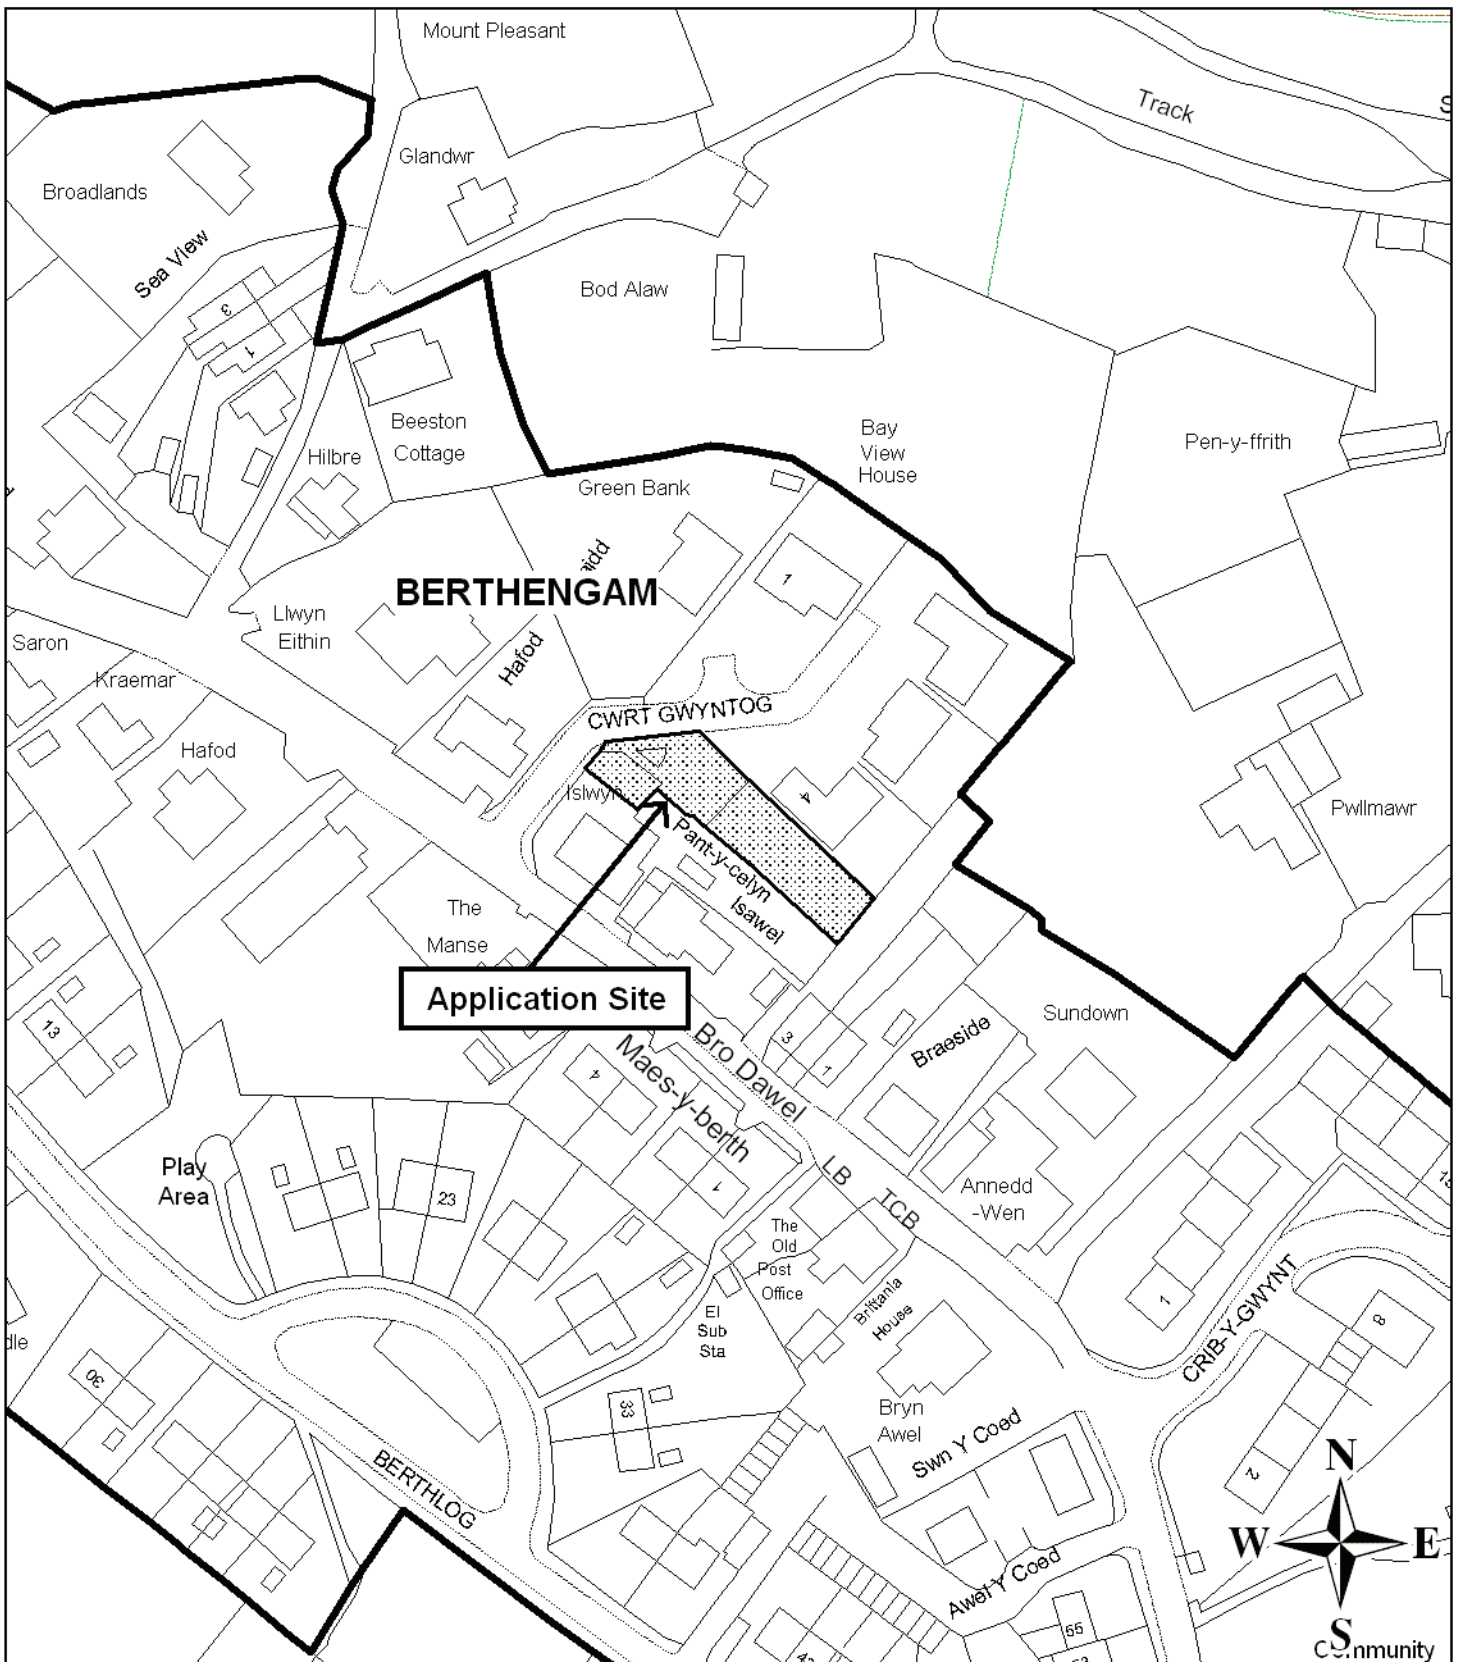 Mount Pleasant
Track
Glandwr
Broadlands
Sea View
Bod Alaw
3
1
Beeston
Cottage
Bay
View
House
Pen-y-ffrith
Hilbre
Green Bank
1
BERTHENGAM
Llwyn
Eithin
Hafod
Saron
Kraemar
CWRT GWYNTOG
Hafod
Islwyn
4
Pwllmawr
Pant-y-celyn
Isawel
The
Manse
Application Site
13
Sundown
Braeside
3
1
Bro Dawel
Maes-y-berth
4
1
Play
Area
23
LB
TCB
Annedd
-Wen
The
Old
Post
Office
El
Sub
Sta
Brittania
House
1
CRIB-Y-GWYNT
8
2
30
33
Bryn
Awel
Swn Y Coed
BERTHLOG
Awel Y Coed
55
N
W
E
S